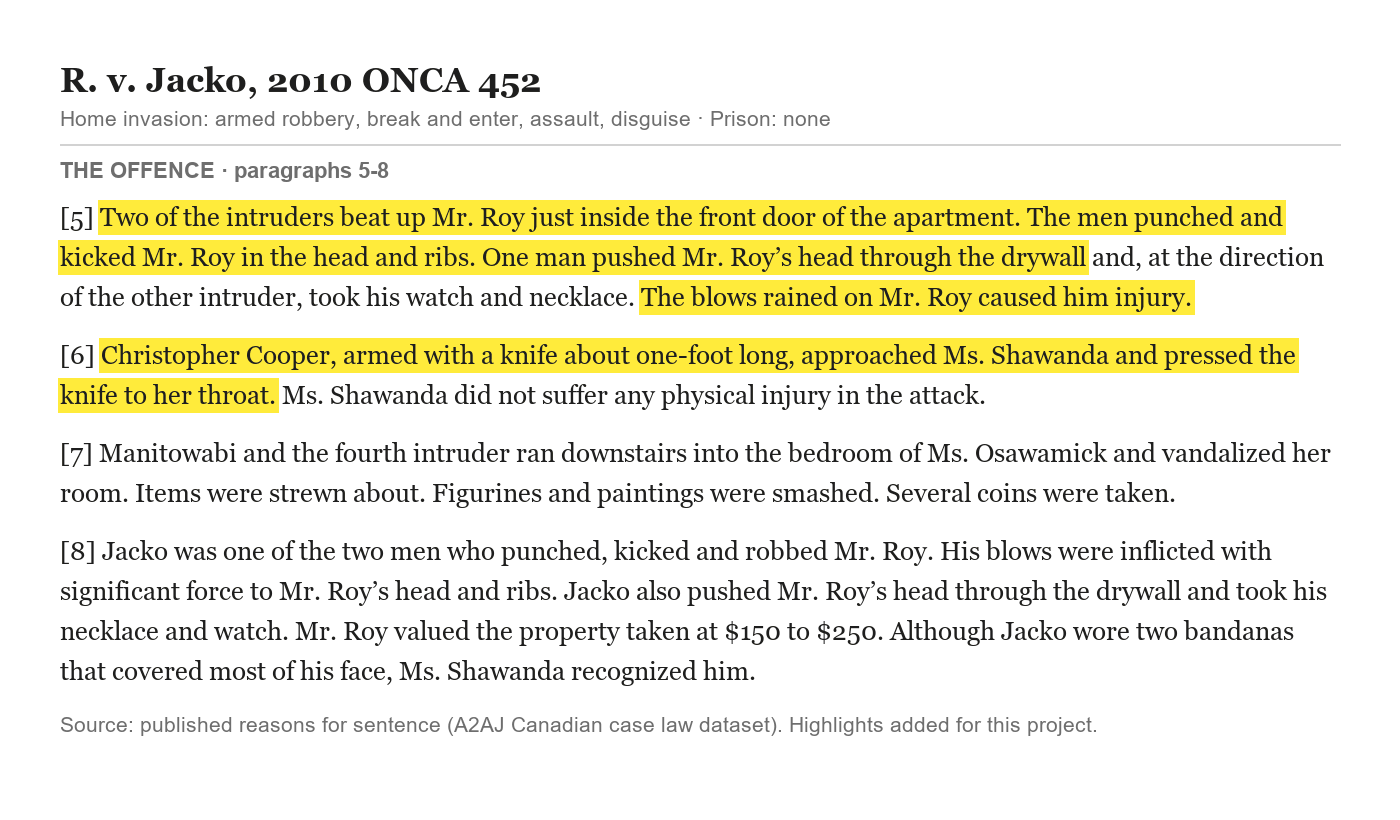 R. v. Jacko, 2010 ONCA 452
Home invasion: armed robbery, break and enter, assault, disguise · Prison: none
THE OFFENCE · paragraphs 5-8
[5] Two of the intruders beat up Mr. Roy just inside the front door of the apartment. The men punched and
kicked Mr. Roy in the head and ribs. One man pushed Mr. Roy’s head through the drywall and, at the direction
of the other intruder, took his watch and necklace. The blows rained on Mr. Roy caused him injury.
[6] Christopher Cooper, armed with a knife about one-foot long, approached Ms. Shawanda and pressed the
knife to her throat. Ms. Shawanda did not suffer any physical injury in the attack.
[7] Manitowabi and the fourth intruder ran downstairs into the bedroom of Ms. Osawamick and vandalized her
room. Items were strewn about. Figurines and paintings were smashed. Several coins were taken.
[8] Jacko was one of the two men who punched, kicked and robbed Mr. Roy. His blows were inflicted with
significant force to Mr. Roy’s head and ribs. Jacko also pushed Mr. Roy’s head through the drywall and took his
necklace and watch. Mr. Roy valued the property taken at $150 to $250. Although Jacko wore two bandanas
that covered most of his face, Ms. Shawanda recognized him.
Source: published reasons for sentence (A2AJ Canadian case law dataset). Highlights added for this project.